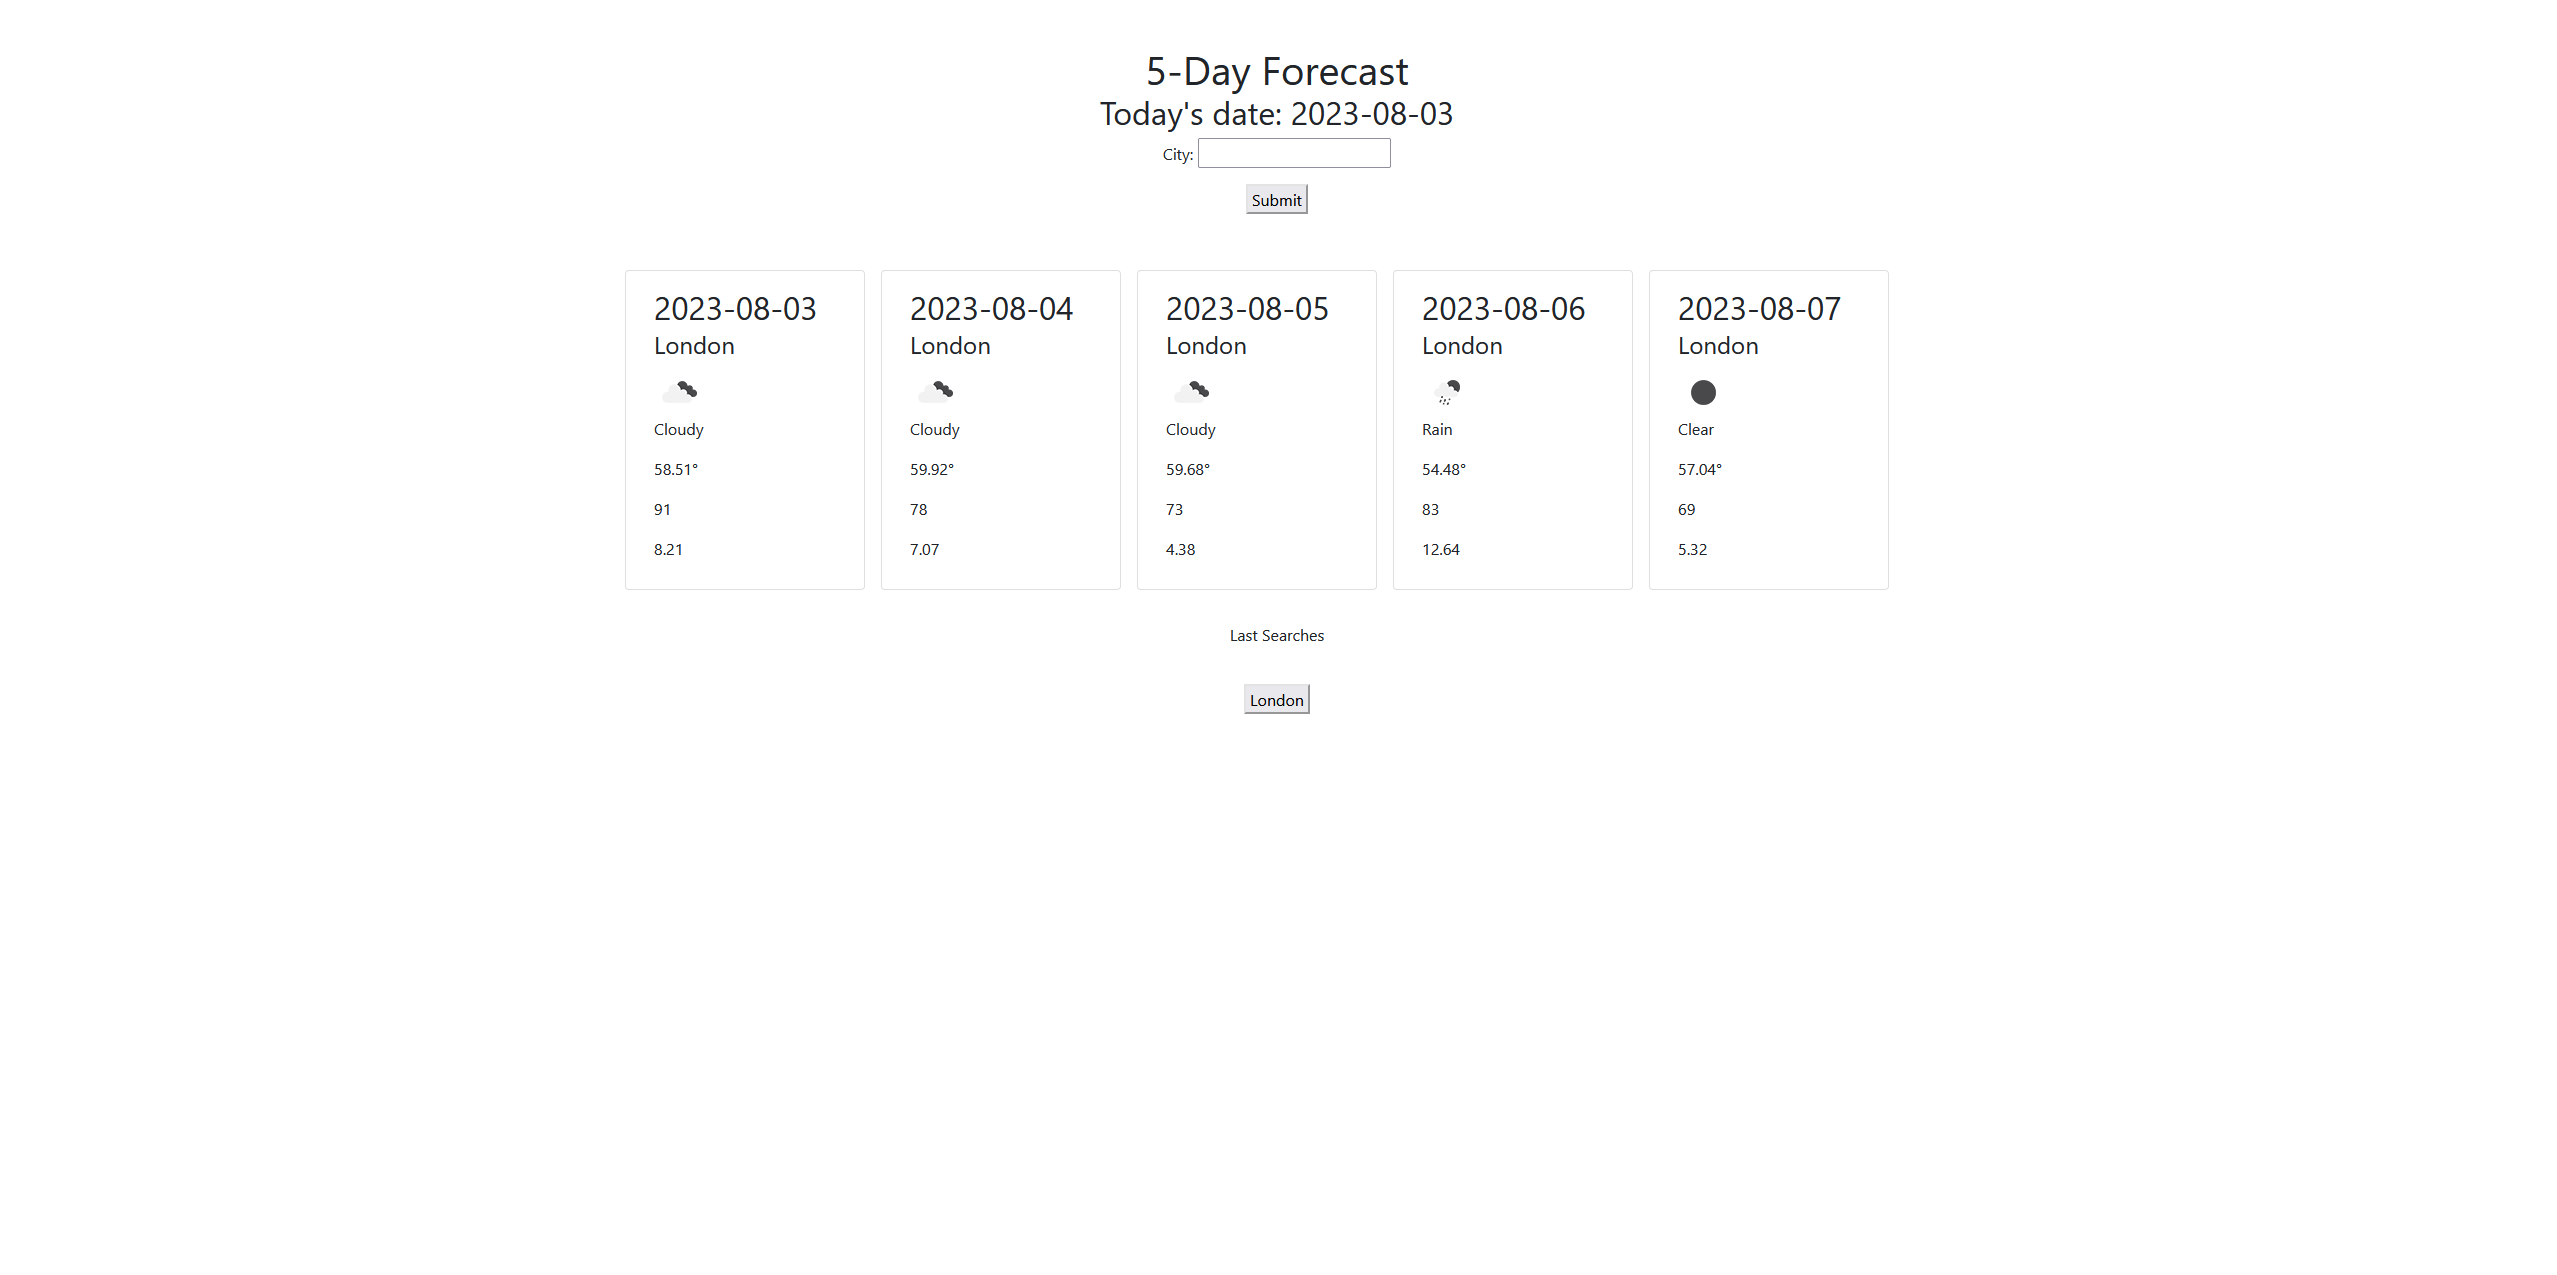 5-Day Forecast
Today's date: 2023-08-03
City:
Submit
2023-08-03
London
Cloudy
58.51°
91
8.21
2023-08-04
London
Cloudy
59.92°
78
7.07
2023-08-05
London
Cloudy
59.68°
73
4.38
2023-08-06
London
Rain
54.48°
83
12.64
2023-08-07
London
Clear
57.04°
69
5.32
Last Searches
London